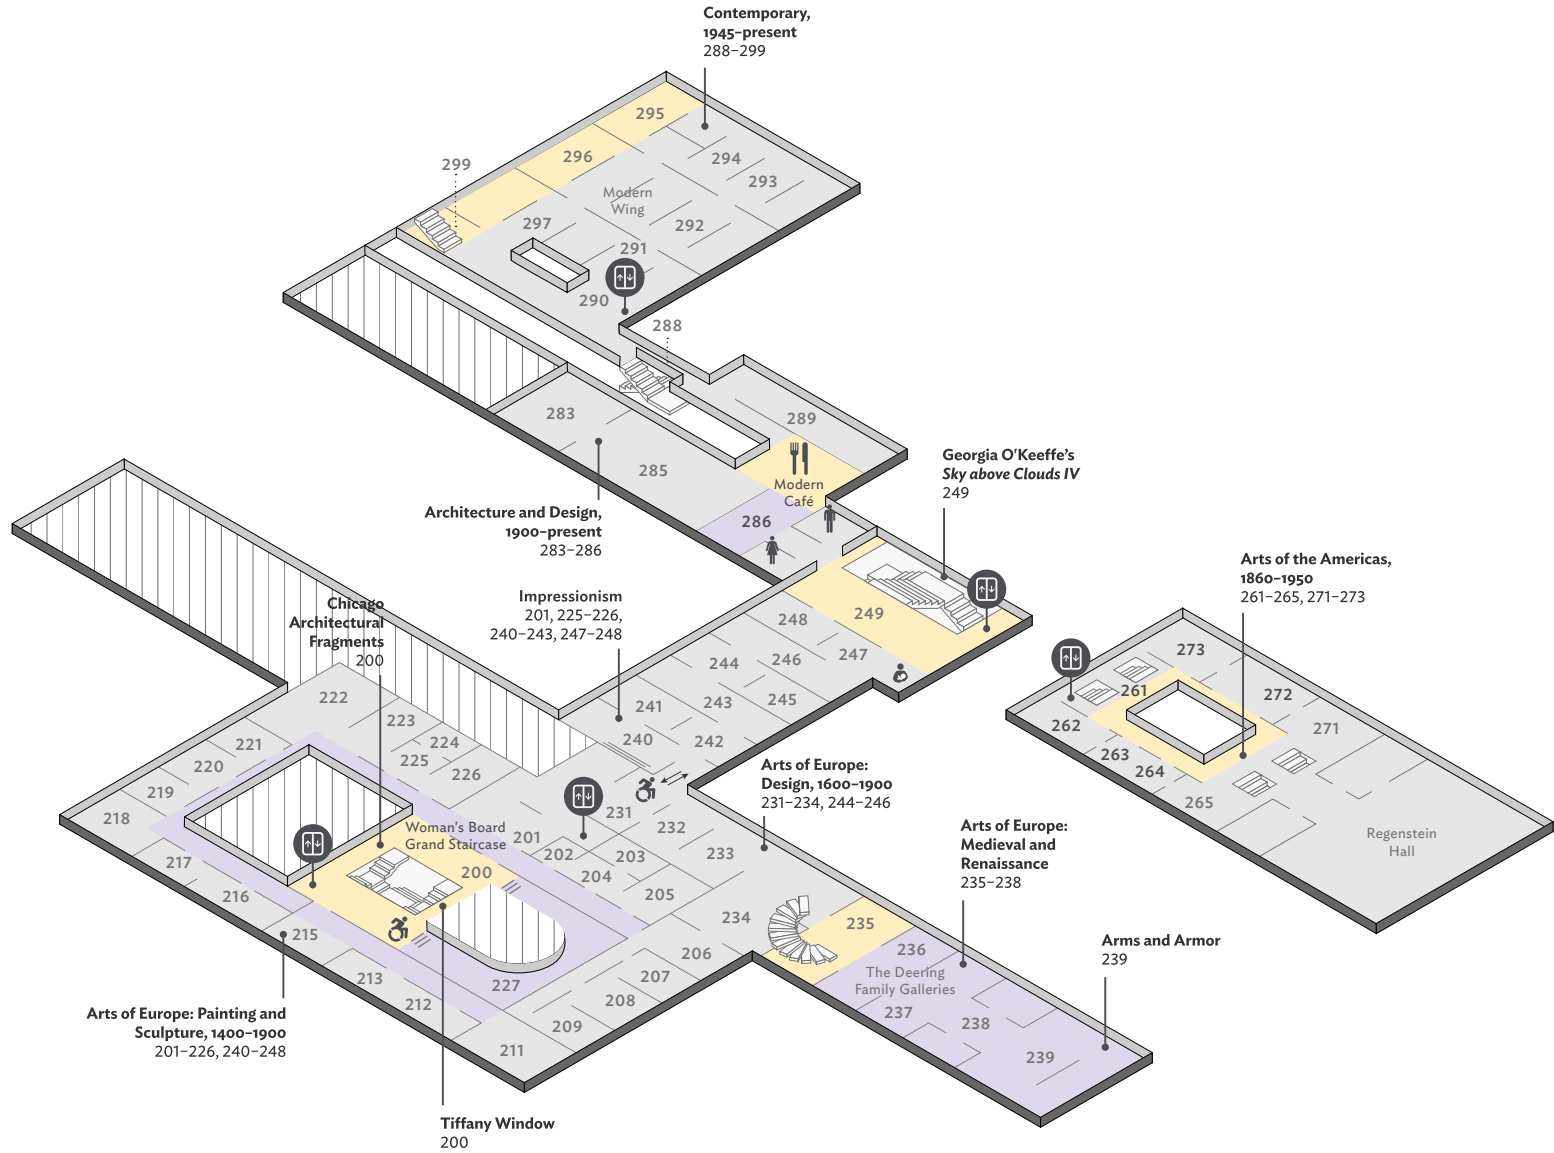 Contemporary,
1945–present
288–299
295
296
294
293
299
Modern
Wing
297
292
291
290
288
289
283
285
Modern
Café
286
Georgia O'Keeffe's
Sky above Clouds IV
249
Architecture and Design,
1900–present
283–286
Arts of the Americas,
1860–1950
261–265, 271–273
Impressionism
201, 225–226,
240–243, 247–248
Chicago
Architectural
Fragments
200
249
248
247
246
244
245
243
241
242
240
273
272
271
261
262
263
264
265
Regenstein
Hall
222
223
224
225
226
221
220
219
218
217
216
215
213
212
211
Woman's Board
Grand Staircase
200
201
202
203
204
205
231
232
233
234
206
207
208
209
227
Arts of Europe:
Design, 1600–1900
231–234, 244–246
Arts of Europe:
Medieval and
Renaissance
235–238
235
236
The Deering
Family Galleries
237
238
239
Arms and Armor
239
Arts of Europe: Painting and
Sculpture, 1400–1900
201–226, 240–248
Tiffany Window
200